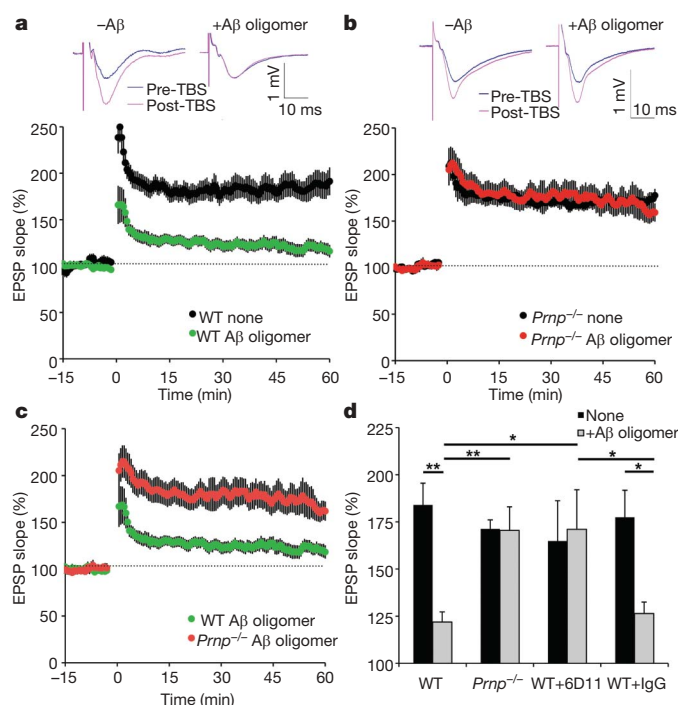 a
−Aβ
+Aβ oligomer
Pre-TBS
Post-TBS
1 mV
10 ms
EPSP slope (%)
250
200
150
100
50
0
WT none
WT Aβ oligomer
−15 0 15 30 45 60
Time (min)
b
−Aβ
+Aβ oligomer
Pre-TBS
Post-TBS
1 mV
10 ms
EPSP slope (%)
250
200
150
100
50
0
Prnp−/− none
Prnp−/− Aβ oligomer
−15 0 15 30 45 60
Time (min)
c
EPSP slope (%)
250
200
150
100
50
0
WT Aβ oligomer
Prnp−/− Aβ oligomer
−15 0 15 30 45 60
Time (min)
d
None
+Aβ oligomer
EPSP slope (%)
225
175
150
125
100
*
** *
** *
WT Prnp−/− WT+6D11 WT+IgG